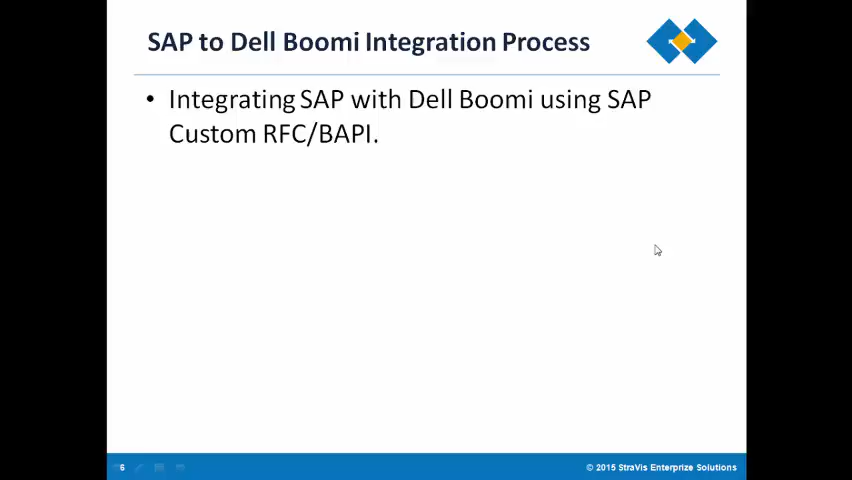 SAP to Dell Boomi Integration Process
• Integrating SAP with Dell Boomi using SAP
Custom RFC/BAPI.
6
© 2015 StraVis Enterprize Solutions